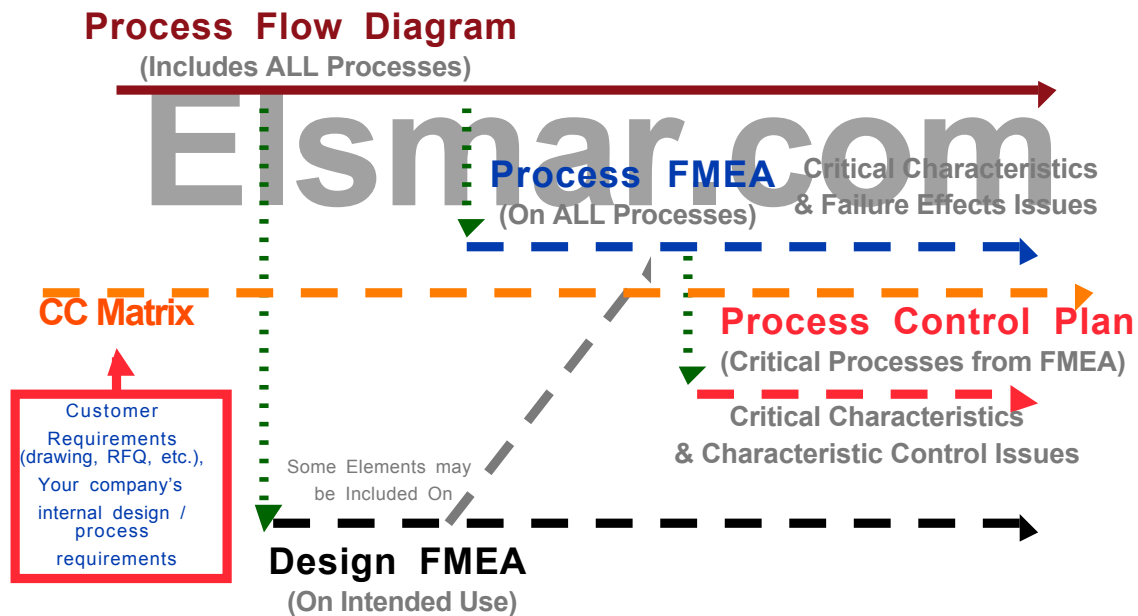 Process Flow Diagram
(Includes ALL Processes)
Elsmar.com
Process FMEA
(On ALL Processes)
Critical Characteristics
& Failure Effects Issues
CC Matrix
Process Control Plan
(Critical Processes from FMEA)
Critical Characteristics
& Characteristic Control Issues
Customer
Requirements
(drawing, RFQ, etc.),
Your company's
internal design /
process
requirements
Some Elements may
be Included On
Design FMEA
(On Intended Use)